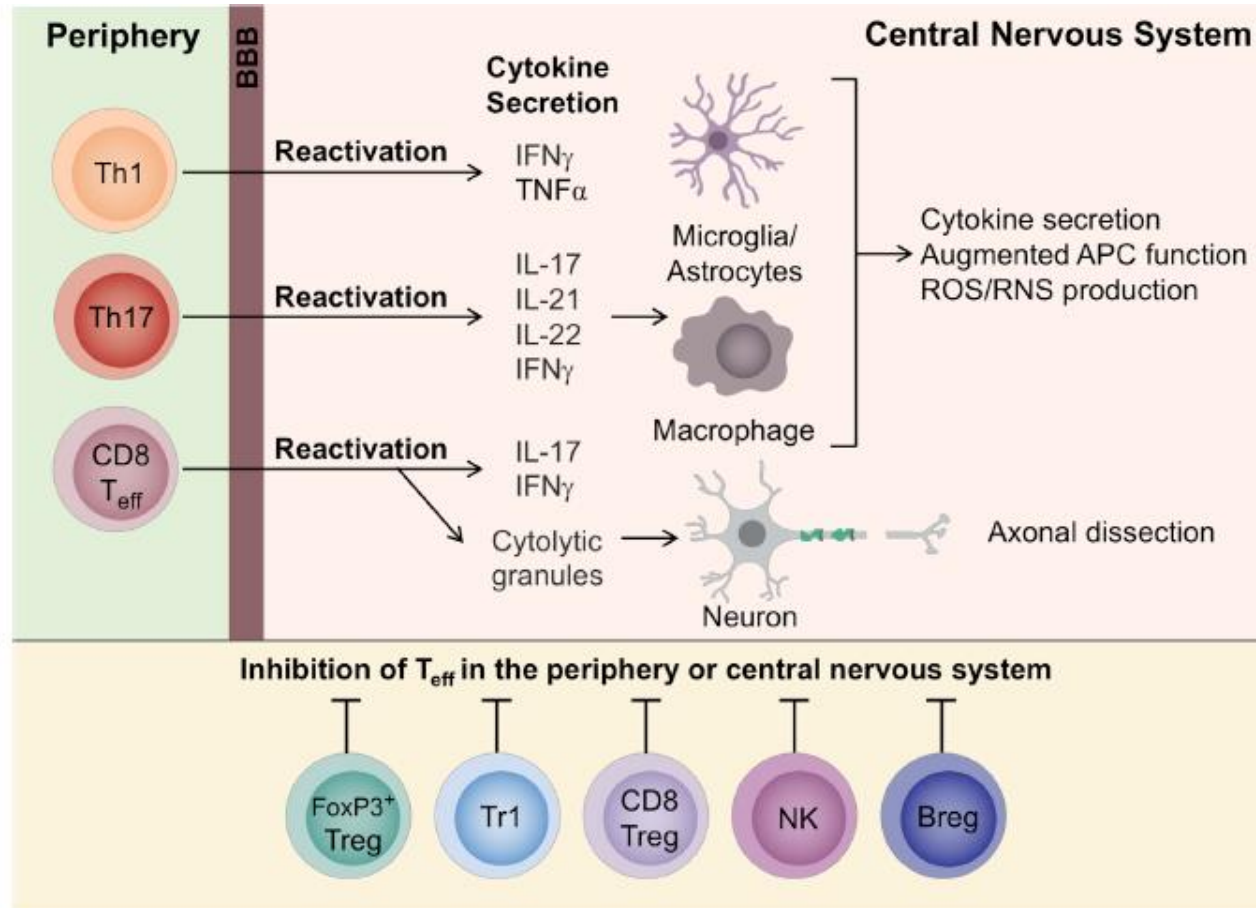 Periphery
BBB
Central Nervous System
Cytokine
Secretion
Th1
Reactivation
IFNγ
TNFα
Microglia/
Astrocytes
Th17
Reactivation
IL-17
IL-21
IL-22
IFNγ
Macrophage
Cytokine secretion
Augmented APC function
ROS/RNS production
CD8
Teff
Reactivation
IL-17
IFNγ
Cytolytic
granules
Neuron
Axonal dissection
Inhibition of Teff in the periphery or central nervous system
FoxP3+
Treg
Tr1
CD8
Treg
NK
Breg